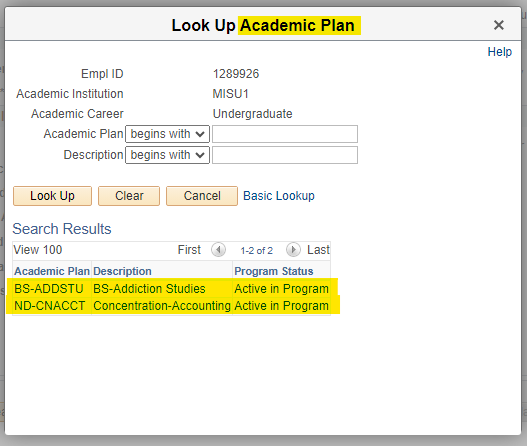 Look Up Academic Plan
Help
Empl ID 1289926
Academic Institution MISU1
Academic Career Undergraduate
Academic Plan begins with
Description begins with
Look Up Clear Cancel Basic Lookup
Search Results
View 100 First 1-2 of 2 Last
Academic Plan Description Program Status
BS-ADDSTU BS-Addiction Studies Active in Program
ND-CNACCT Concentration-Accounting Active in Program